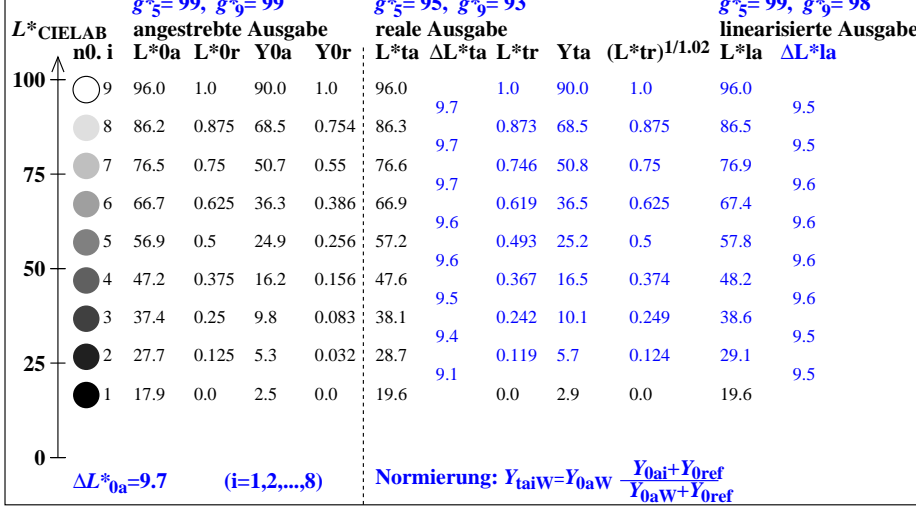 g*5= 99, g*9= 99 g*5= 95, g*9= 93 g*5= 99, g*9= 98
L*CIELAB angestrebte Ausgabe reale Ausgabe linearisierte Ausgabe
n0. i L*0a L*0r Y0a Y0r L*ta ΔL*ta L*tr Yta (L*tr)1/1.02 L*la ΔL*la
100 9 96.0 1.0 90.0 1.0 96.0 1.0 90.0 1.0 96.0
9.7 9.5
8 86.2 0.875 68.5 0.754 86.3 0.873 68.5 0.875 86.5
9.7 9.5
75 7 76.5 0.75 50.7 0.55 76.6 0.746 50.8 0.75 76.9
9.7 9.6
6 66.7 0.625 36.3 0.386 66.9 0.619 36.5 0.625 67.4
9.6 9.6
5 56.9 0.5 24.9 0.256 57.2 0.493 25.2 0.5 57.8
50 9.6 9.6
4 47.2 0.375 16.2 0.156 47.6 0.367 16.5 0.374 48.2
9.5 9.6
3 37.4 0.25 9.8 0.083 38.1 0.242 10.1 0.249 38.6
9.4 9.5
25 2 27.7 0.125 5.3 0.032 28.7 0.119 5.7 0.124 29.1
9.1 9.5
1 17.9 0.0 2.5 0.0 19.6 0.0 2.9 0.0 19.6
0
ΔL*0a=9.7 (i=1,2,...,8) Normierung: YtaiW=Y0aW Y0ai+Y0ref
Y0aW+Y0ref